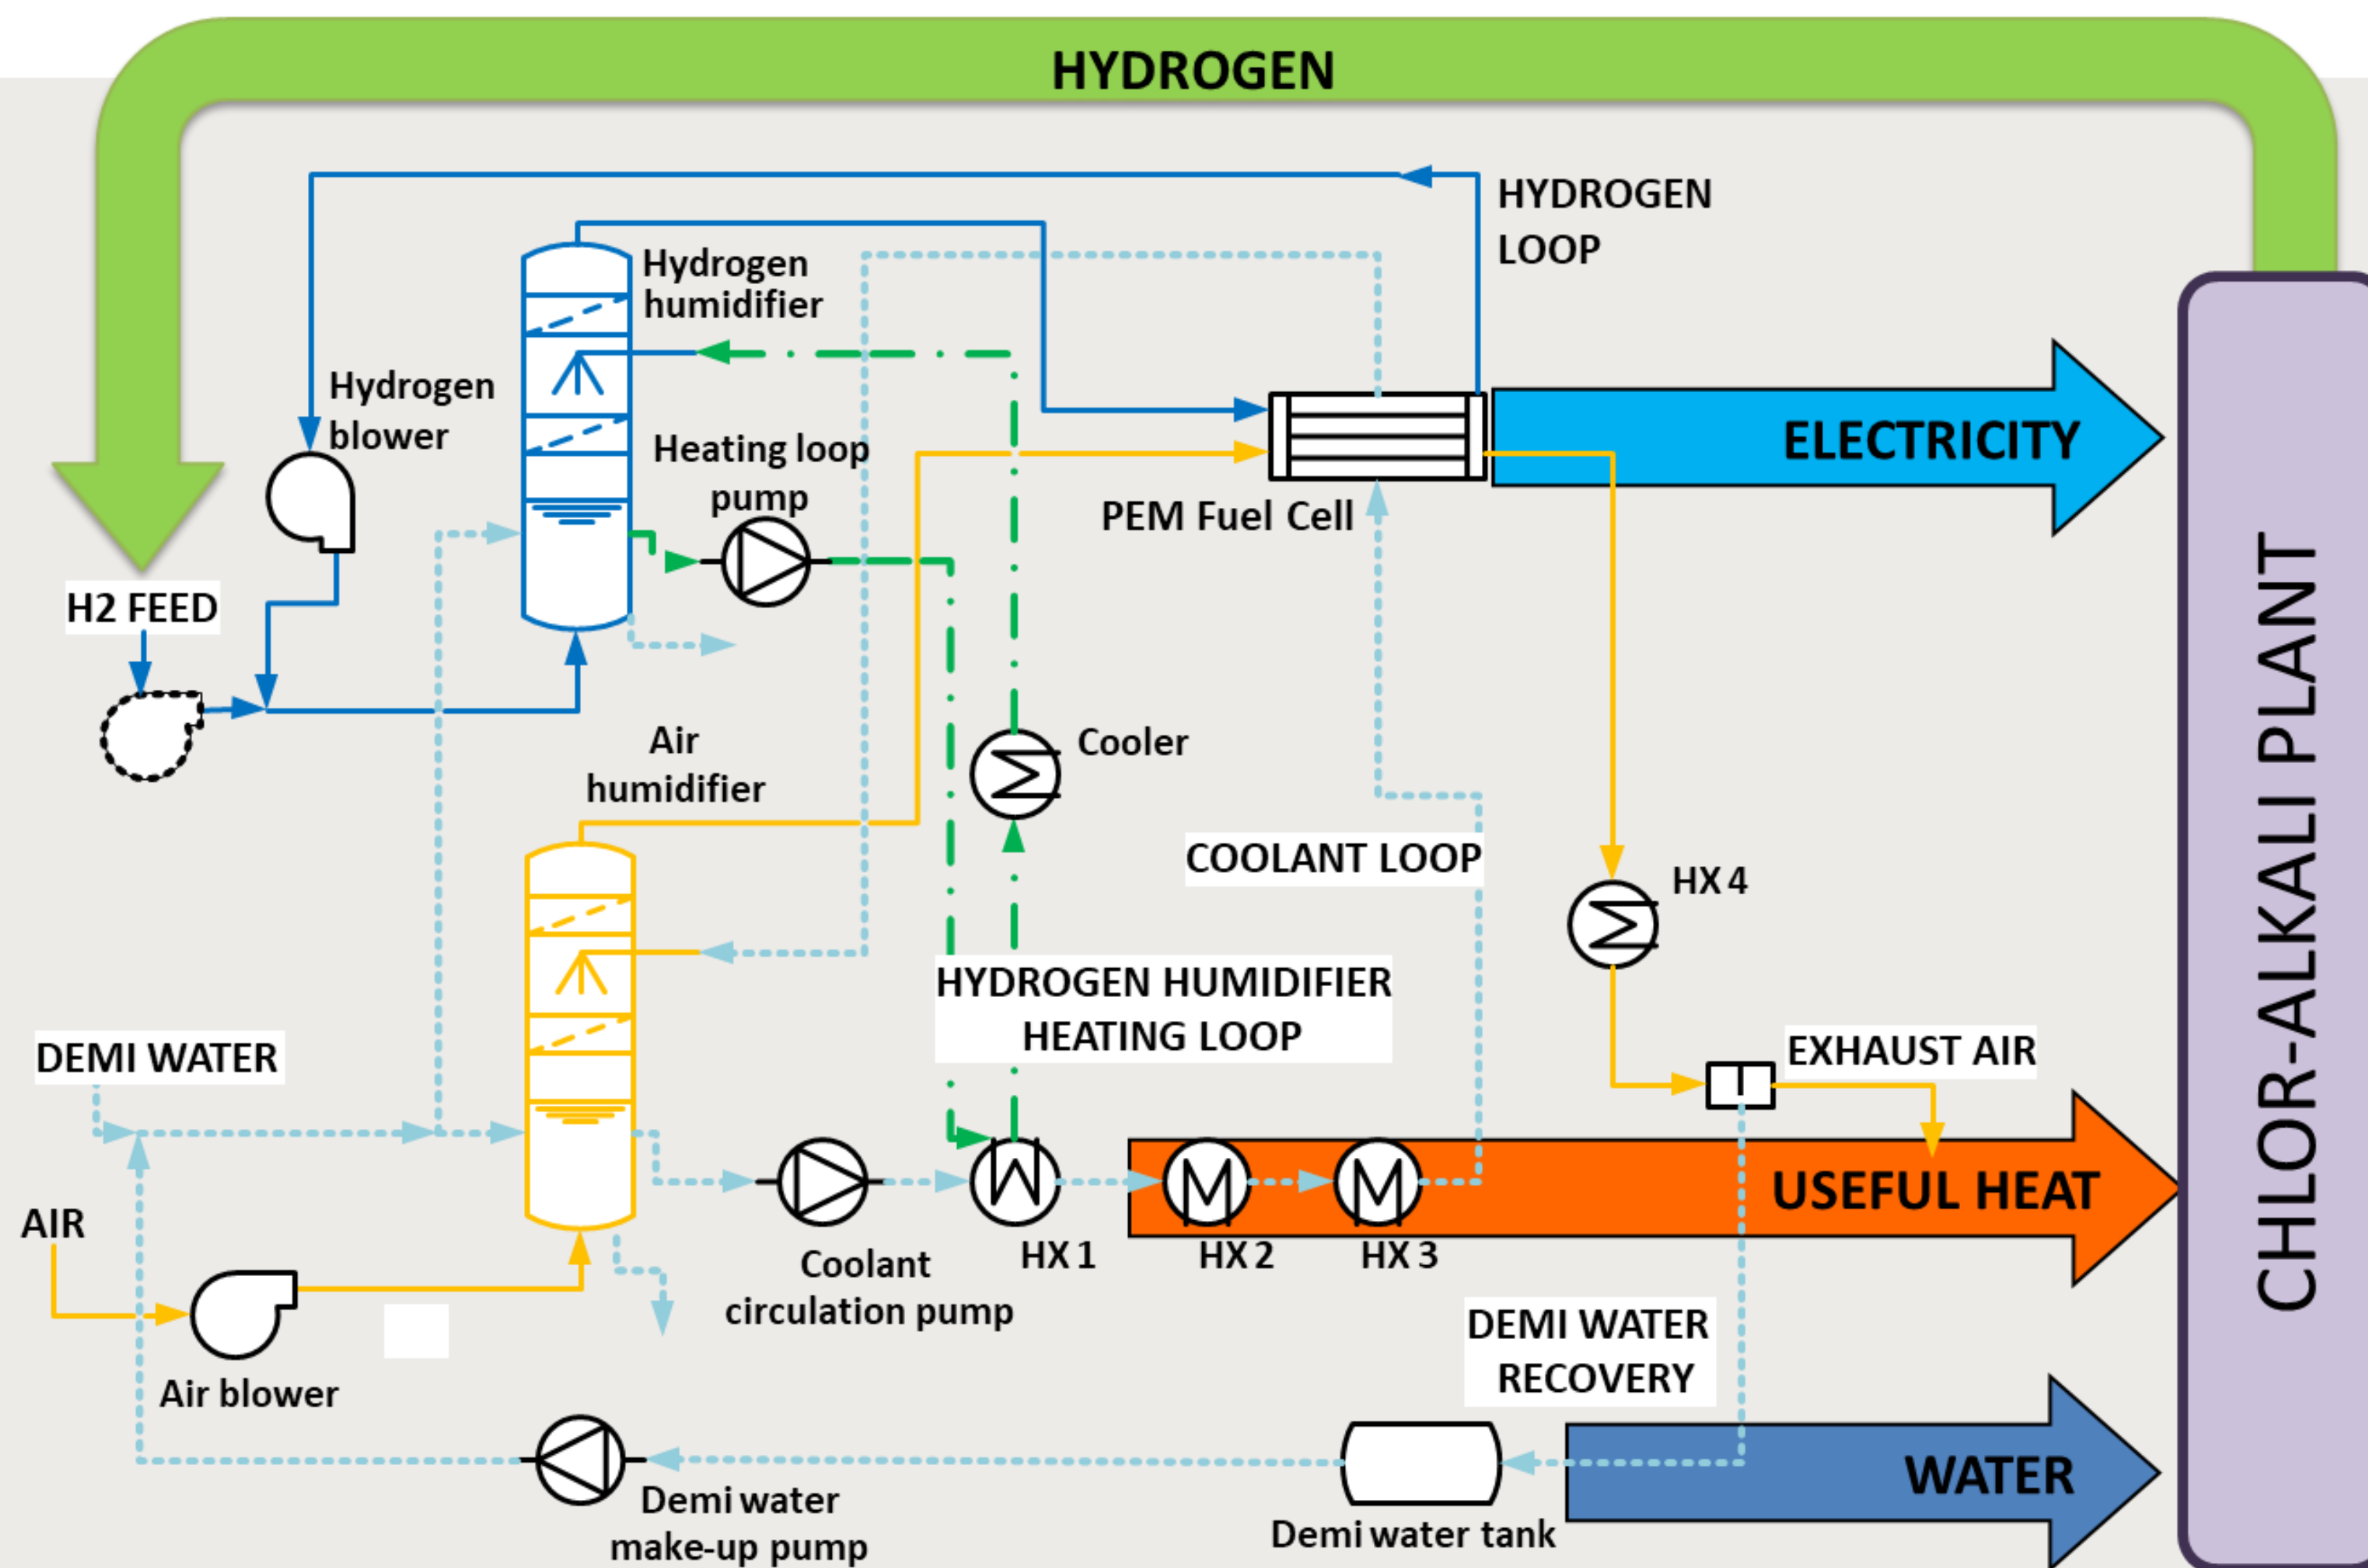 HYDROGEN
HYDROGEN
LOOP
Hydrogen
humidifier
Hydrogen
blower
Heating loop
pump
ELECTRICITY
PEM Fuel Cell
H2 FEED
Air
humidifier
Cooler
COOLANT LOOP
HX 4
HYDROGEN HUMIDIFIER
HEATING LOOP
DEMI WATER
EXHAUST AIR
CHLOR-ALKALI PLANT
USEFUL HEAT
AIR
HX 1
HX 2
HX 3
Coolant
circulation pump
DEMI WATER
RECOVERY
Air blower
WATER
Demi water
make-up pump
Demi water tank